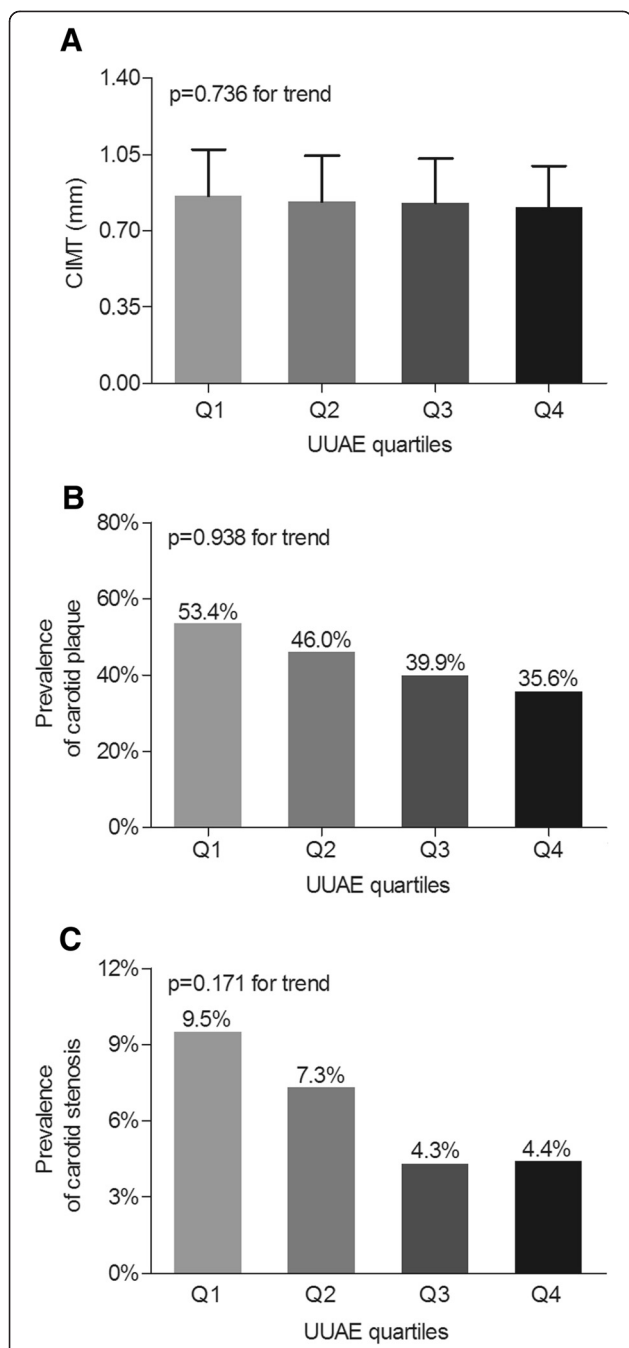 A
1.40
p=0.736 for trend
1.05
CIMT (mm)
0.70
0.35
0.00
Q1 Q2 Q3 Q4
UUAE quartiles
B
80%
p=0.938 for trend
60%
53.4%
46.0%
Prevalence
of carotid plaque
40%
39.9%
35.6%
20%
0%
Q1 Q2 Q3 Q4
UUAE quartiles
C
12%
p=0.171 for trend
9.5%
9%
7.3%
Prevalence
of carotid stenosis
6%
4.3% 4.4%
3%
0%
Q1 Q2 Q3 Q4
UUAE quartiles